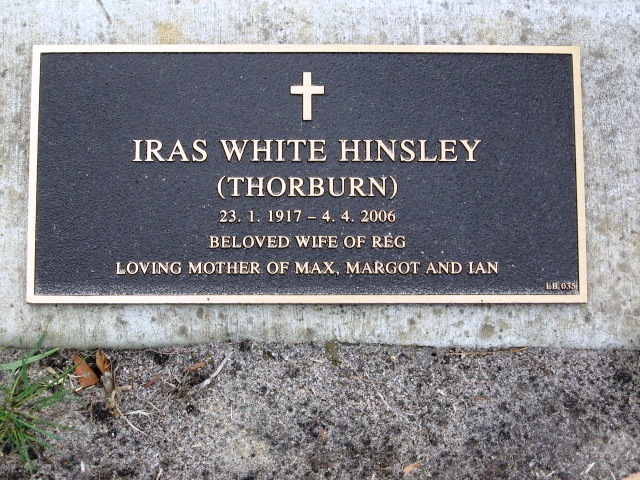 IRAS WHITE HINSLEY
(THORBURN)
23. 1. 1917 – 4. 4. 2006
BELOVED WIFE OF REG
LOVING MOTHER OF MAX, MARGOT AND IAN
LB. 035